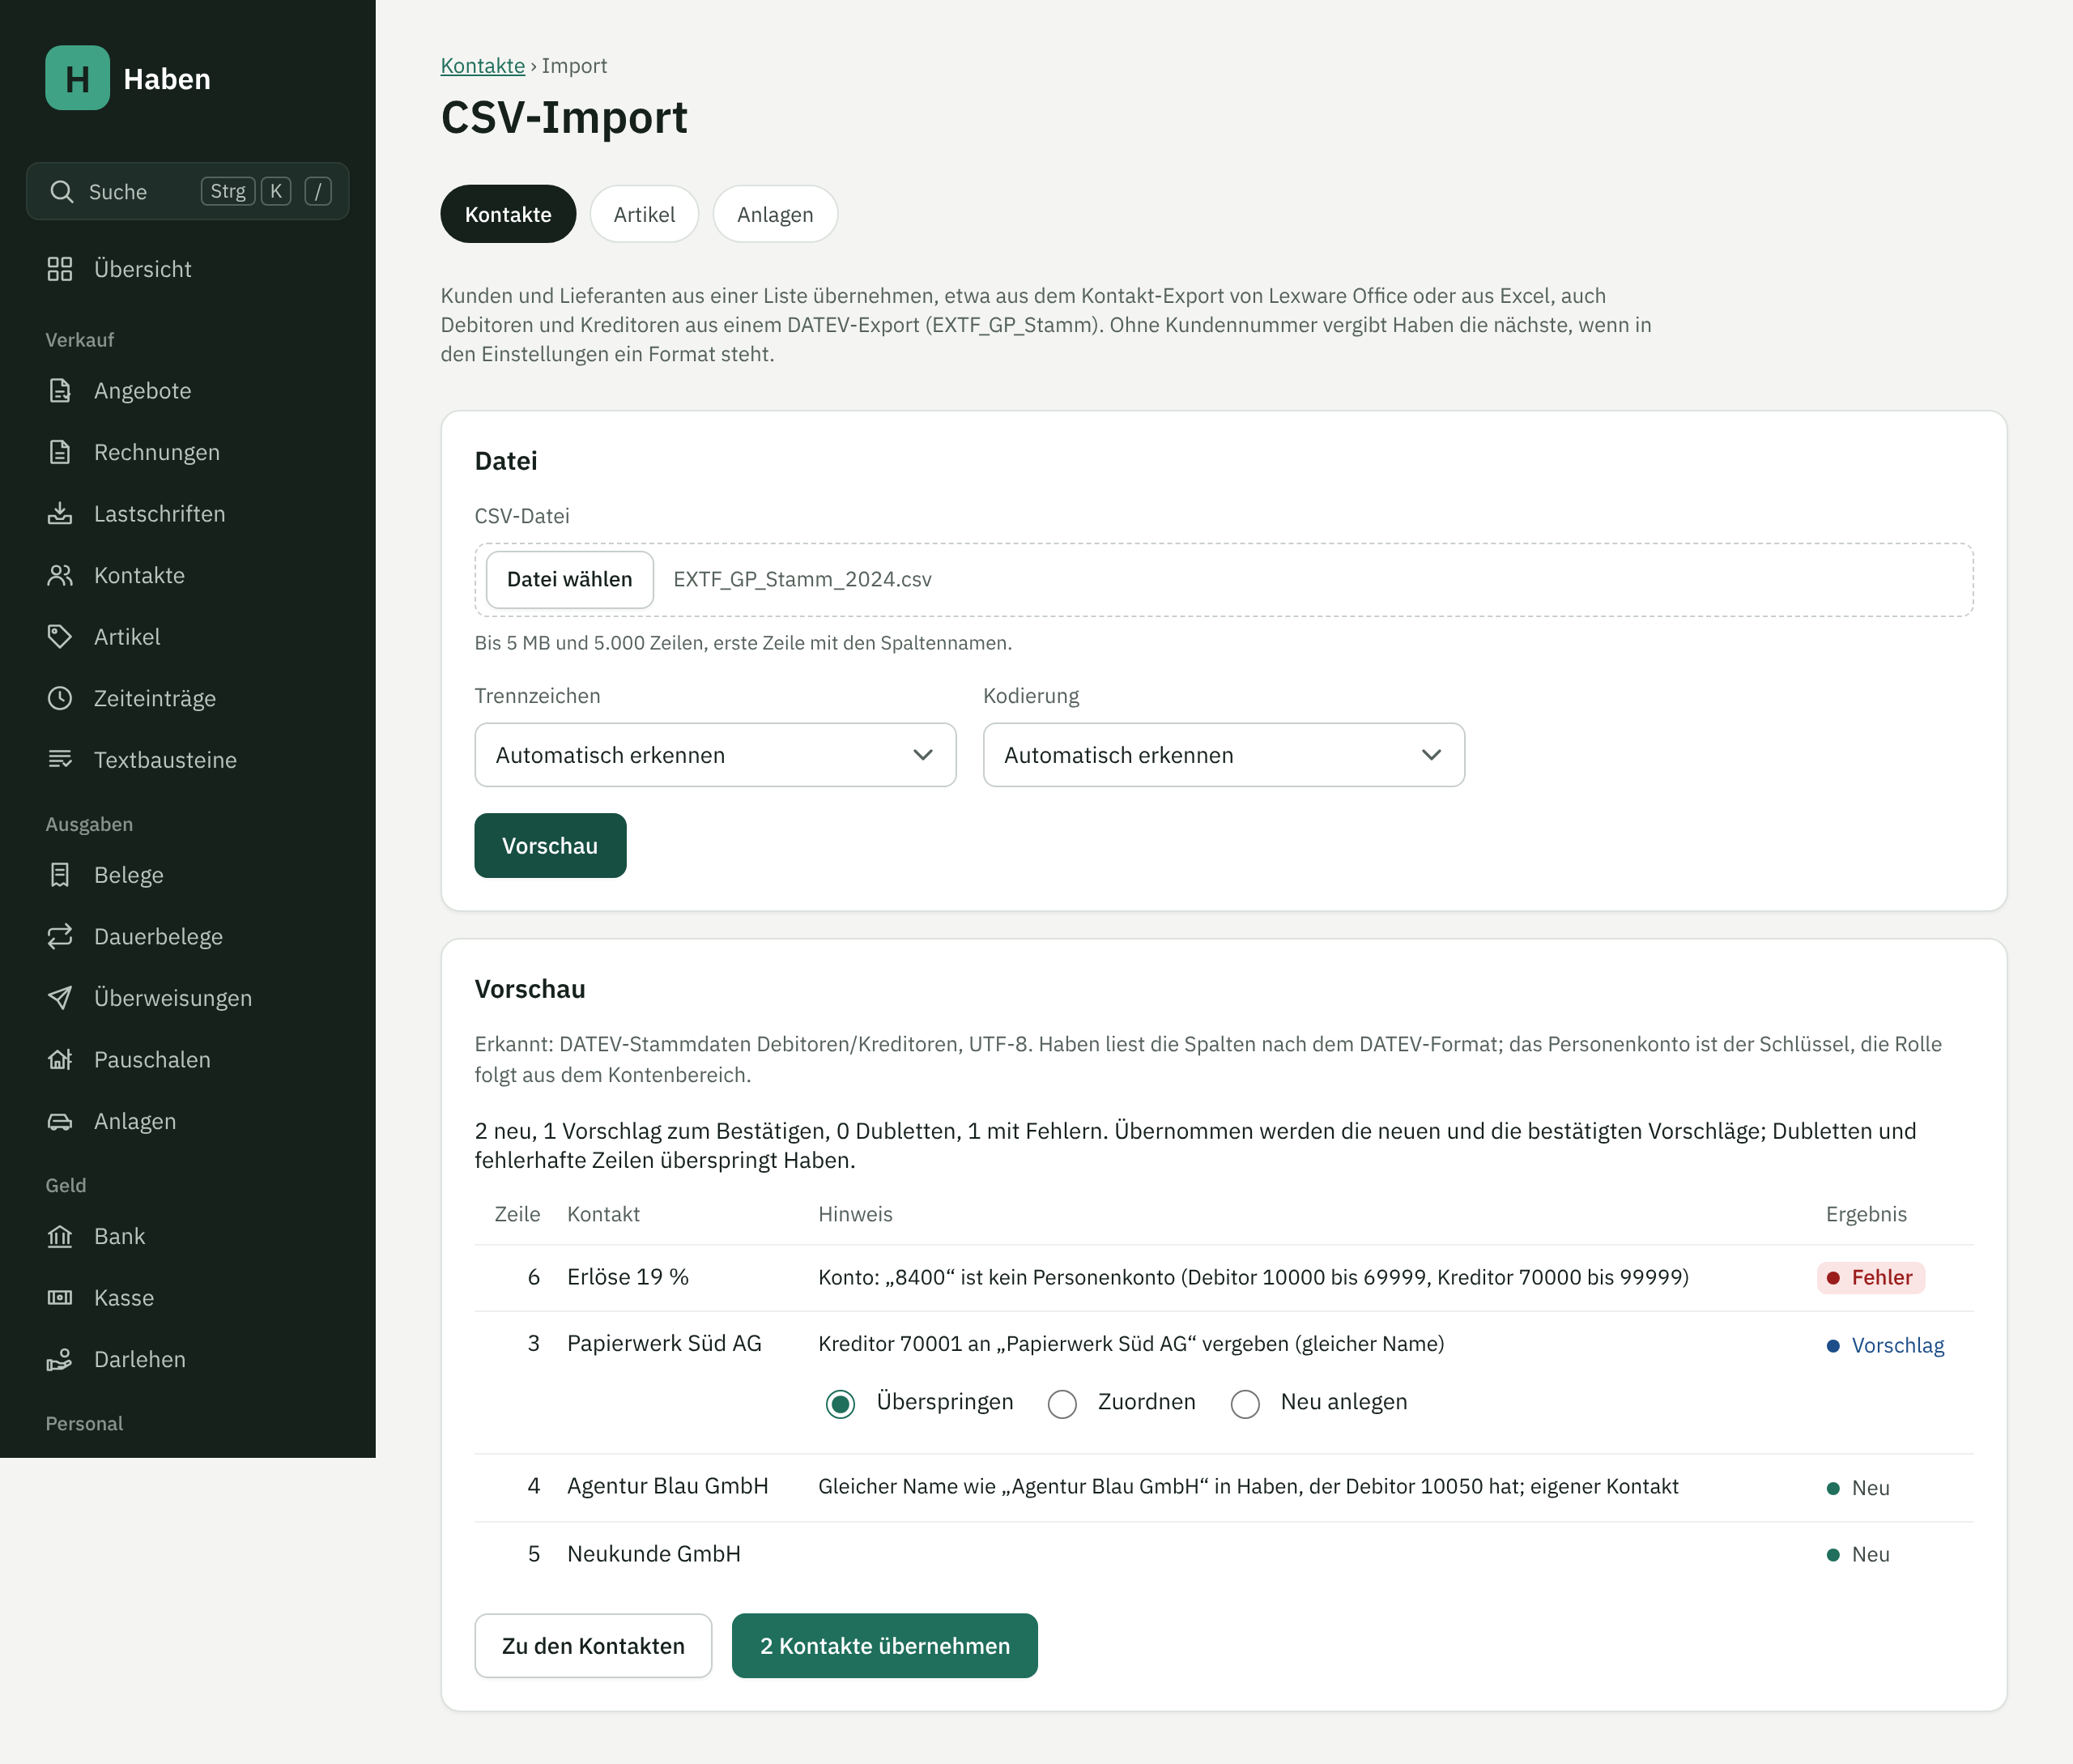 H Haben
Suche Strg K /
Übersicht
Verkauf
Angebote
Rechnungen
Lastschriften
Kontakte
Artikel
Zeiteinträge
Textbausteine
Ausgaben
Belege
Dauerbelege
Überweisungen
Pauschalen
Anlagen
Geld
Bank
Kasse
Darlehen
Personal
Kontakte › Import
CSV-Import
Kontakte Artikel Anlagen
Kunden und Lieferanten aus einer Liste übernehmen, etwa aus dem Kontakt-Export von Lexware Office oder aus Excel, auch
Debitoren und Kreditoren aus einem DATEV-Export (EXTF_GP_Stamm). Ohne Kundennummer vergibt Haben die nächste, wenn in
den Einstellungen ein Format steht.
Datei
CSV-Datei
Datei wählen EXTF_GP_Stamm_2024.csv
Bis 5 MB und 5.000 Zeilen, erste Zeile mit den Spaltennamen.
Trennzeichen Kodierung
Automatisch erkennen Automatisch erkennen
Vorschau
Vorschau
Erkannt: DATEV-Stammdaten Debitoren/Kreditoren, UTF-8. Haben liest die Spalten nach dem DATEV-Format; das Personenkonto ist der Schlüssel, die Rolle
folgt aus dem Kontenbereich.
2 neu, 1 Vorschlag zum Bestätigen, 0 Dubletten, 1 mit Fehlern. Übernommen werden die neuen und die bestätigten Vorschläge; Dubletten und
fehlerhafte Zeilen überspringt Haben.
Zeile Kontakt Hinweis Ergebnis
6 Erlöse 19 % Konto: „8400“ ist kein Personenkonto (Debitor 10000 bis 69999, Kreditor 70000 bis 99999) Fehler
3 Papierwerk Süd AG Kreditor 70001 an „Papierwerk Süd AG“ vergeben (gleicher Name) Vorschlag
Überspringen Zuordnen Neu anlegen
4 Agentur Blau GmbH Gleicher Name wie „Agentur Blau GmbH“ in Haben, der Debitor 10050 hat; eigener Kontakt Neu
5 Neukunde GmbH Neu
Zu den Kontakten 2 Kontakte übernehmen